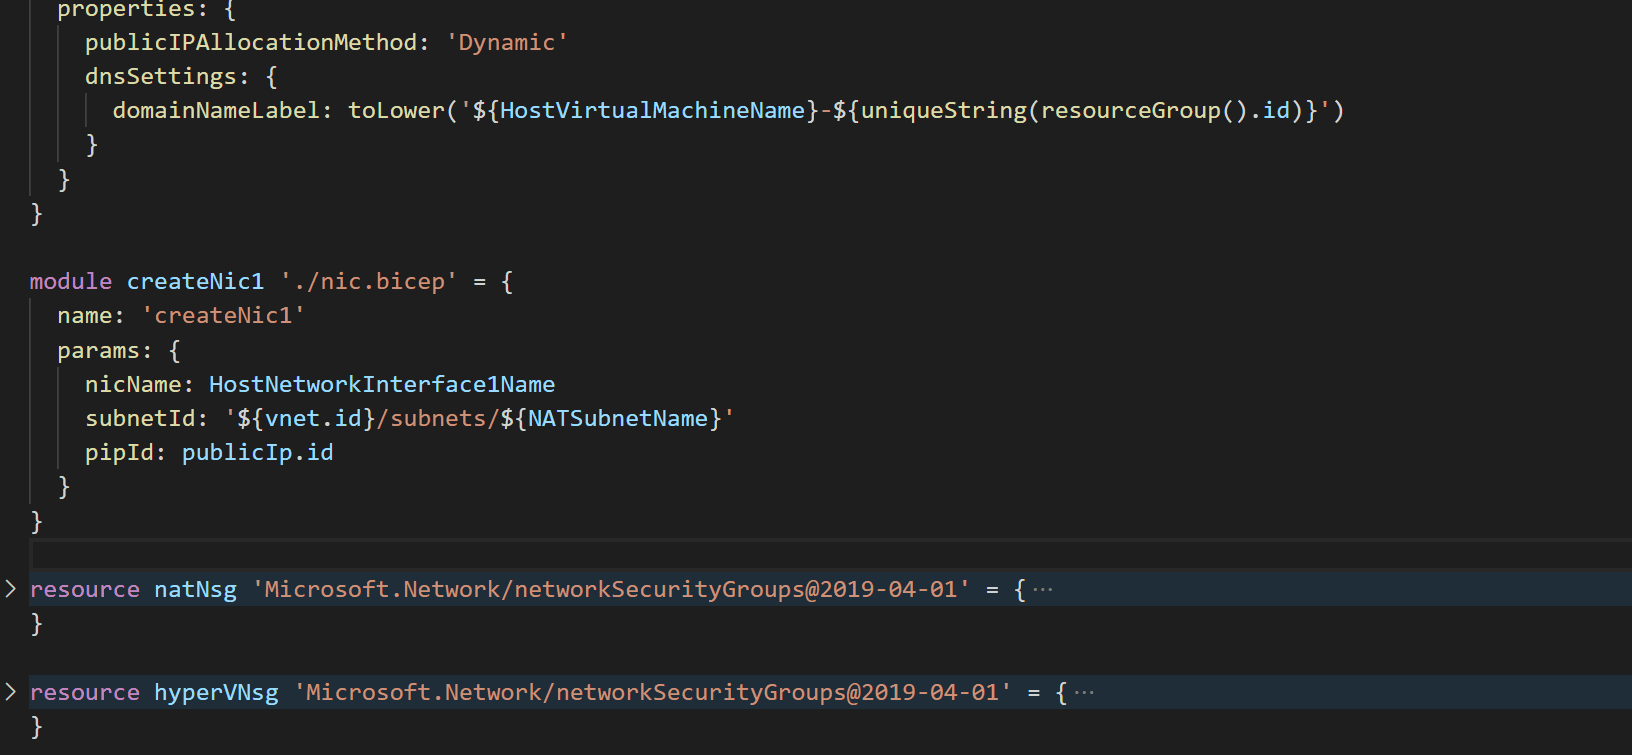 properties: {
publicIPAllocationMethod: 'Dynamic'
dnsSettings: {
domainNameLabel: toLower('${HostVirtualMachineName}-${uniqueString(resourceGroup().id)}')
}
}
}
module createNic1 './nic.bicep' = {
name: 'createNic1'
params: {
nicName: HostNetworkInterface1Name
subnetId: '${vnet.id}/subnets/${NATSubnetName}'
pipId: publicIp.id
}
}
resource natNsg 'Microsoft.Network/networkSecurityGroups@2019-04-01' = {···
}
resource hyperVNsg 'Microsoft.Network/networkSecurityGroups@2019-04-01' = {···
}